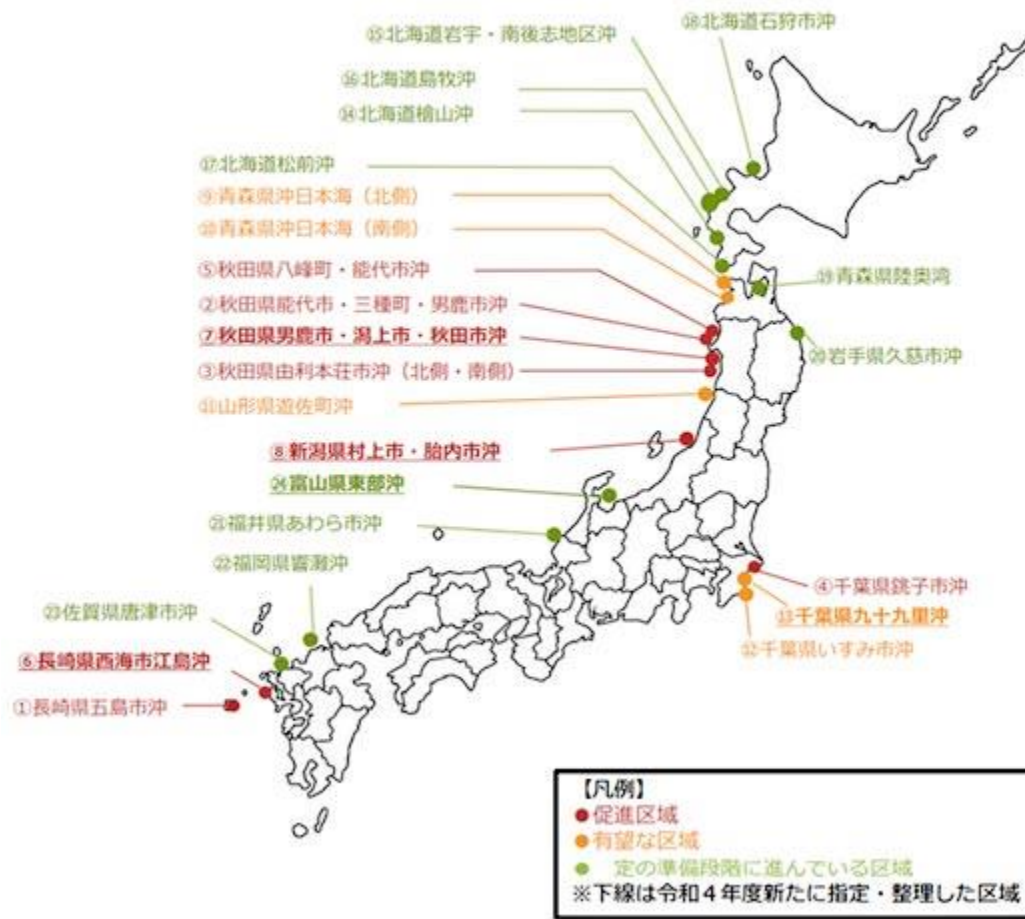 ⑮北海道岩宇・南後志地区沖
⑱北海道石狩市沖
⑯北海道島牧沖
⑭北海道檜山沖
⑰北海道松前沖
⑨青森県沖日本海（北側）
⑩青森県沖日本海（南側）
⑤秋田県八峰町・能代市沖
⑲青森県陸奥湾
②秋田県能代市・三種町・男鹿市沖
⑦秋田県男鹿市・潟上市・秋田市沖
⑳岩手県久慈市沖
③秋田県由利本荘市沖（北側・南側）
⑪山形県遊佐町沖
⑧新潟県村上市・胎内市沖
㉔富山県東部沖
㉑福井県あわら市沖
㉒福岡県響灘沖
④千葉県銚子市沖
㉓佐賀県唐津市沖
⑬千葉県九十九里沖
⑫千葉県いすみ市沖
⑥長崎県西海市江島沖
①長崎県五島市沖
【凡例】
●促進区域
●有望な区域
●　定の準備段階に進んでいる区域
※下線は令和４年度新たに指定・整理した区域